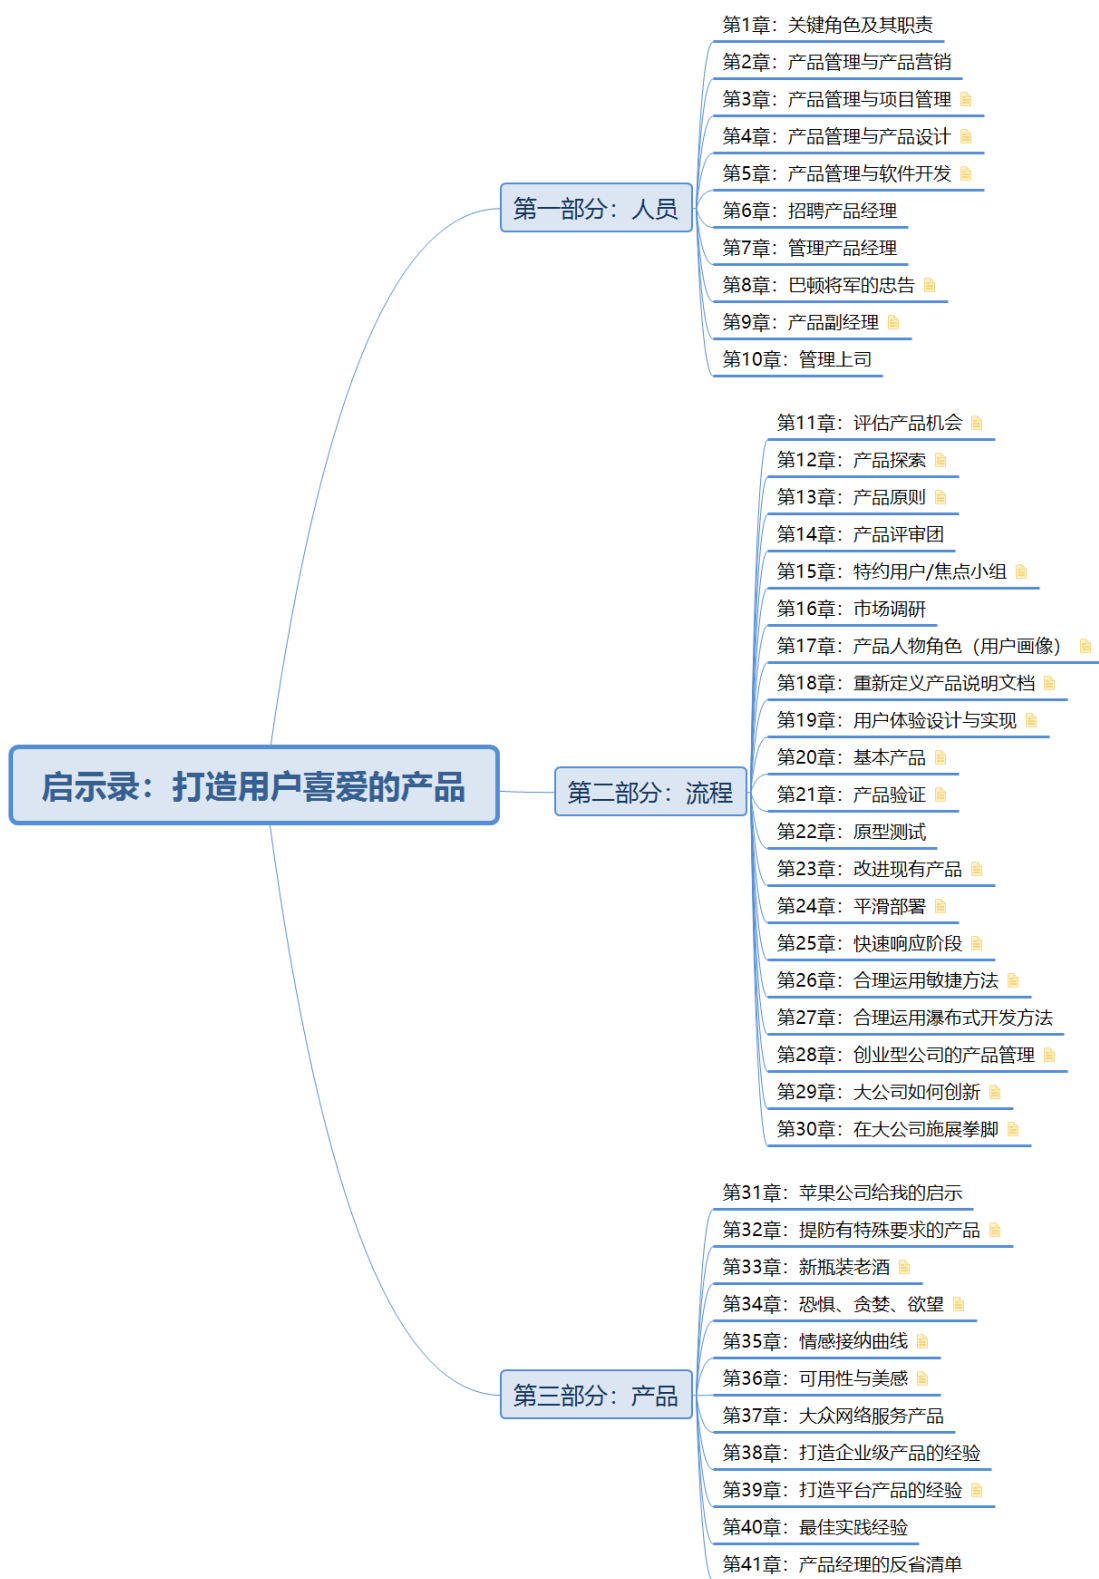 启示录：打造用户喜爱的产品
第一部分：人员
第1章：关键角色及其职责
第2章：产品管理与产品营销
第3章：产品管理与项目管理
第4章：产品管理与产品设计
第5章：产品管理与软件开发
第6章：招聘产品经理
第7章：管理产品经理
第8章：巴顿将军的忠告
第9章：产品副经理
第10章：管理上司
第二部分：流程
第11章：评估产品机会
第12章：产品探索
第13章：产品原则
第14章：产品评审团
第15章：特约用户/焦点小组
第16章：市场调研
第17章：产品人物角色（用户画像）
第18章：重新定义产品说明文档
第19章：用户体验设计与实现
第20章：基本产品
第21章：产品验证
第22章：原型测试
第23章：改进现有产品
第24章：平滑部署
第25章：快速响应阶段
第26章：合理运用敏捷方法
第27章：合理运用瀑布式开发方法
第28章：创业型公司的产品管理
第29章：大公司如何创新
第30章：在大公司施展拳脚
第三部分：产品
第31章：苹果公司给我的启示
第32章：提防有特殊要求的产品
第33章：新瓶装老酒
第34章：恐惧、贪婪、欲望
第35章：情感接纳曲线
第36章：可用性与美感
第37章：大众网络服务产品
第38章：打造企业级产品的经验
第39章：打造平台产品的经验
第40章：最佳实践经验
第41章：产品经理的反省清单